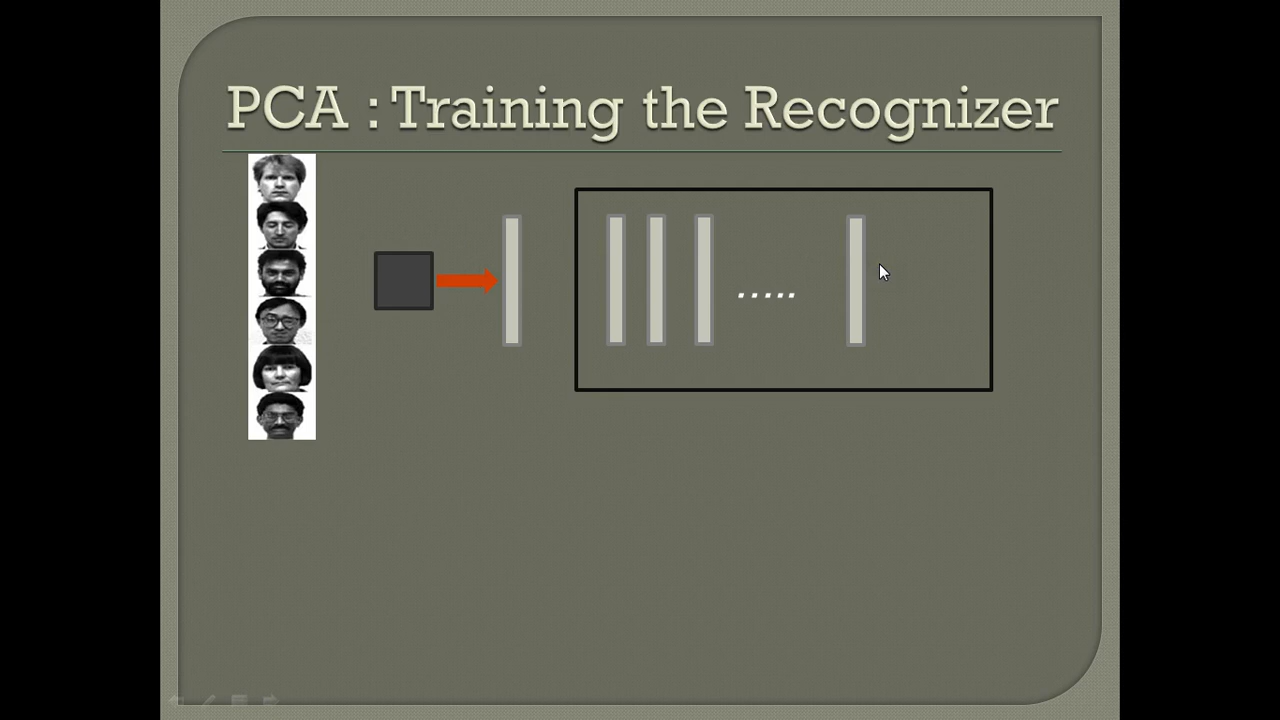 PCA : Training the Recognizer
.....